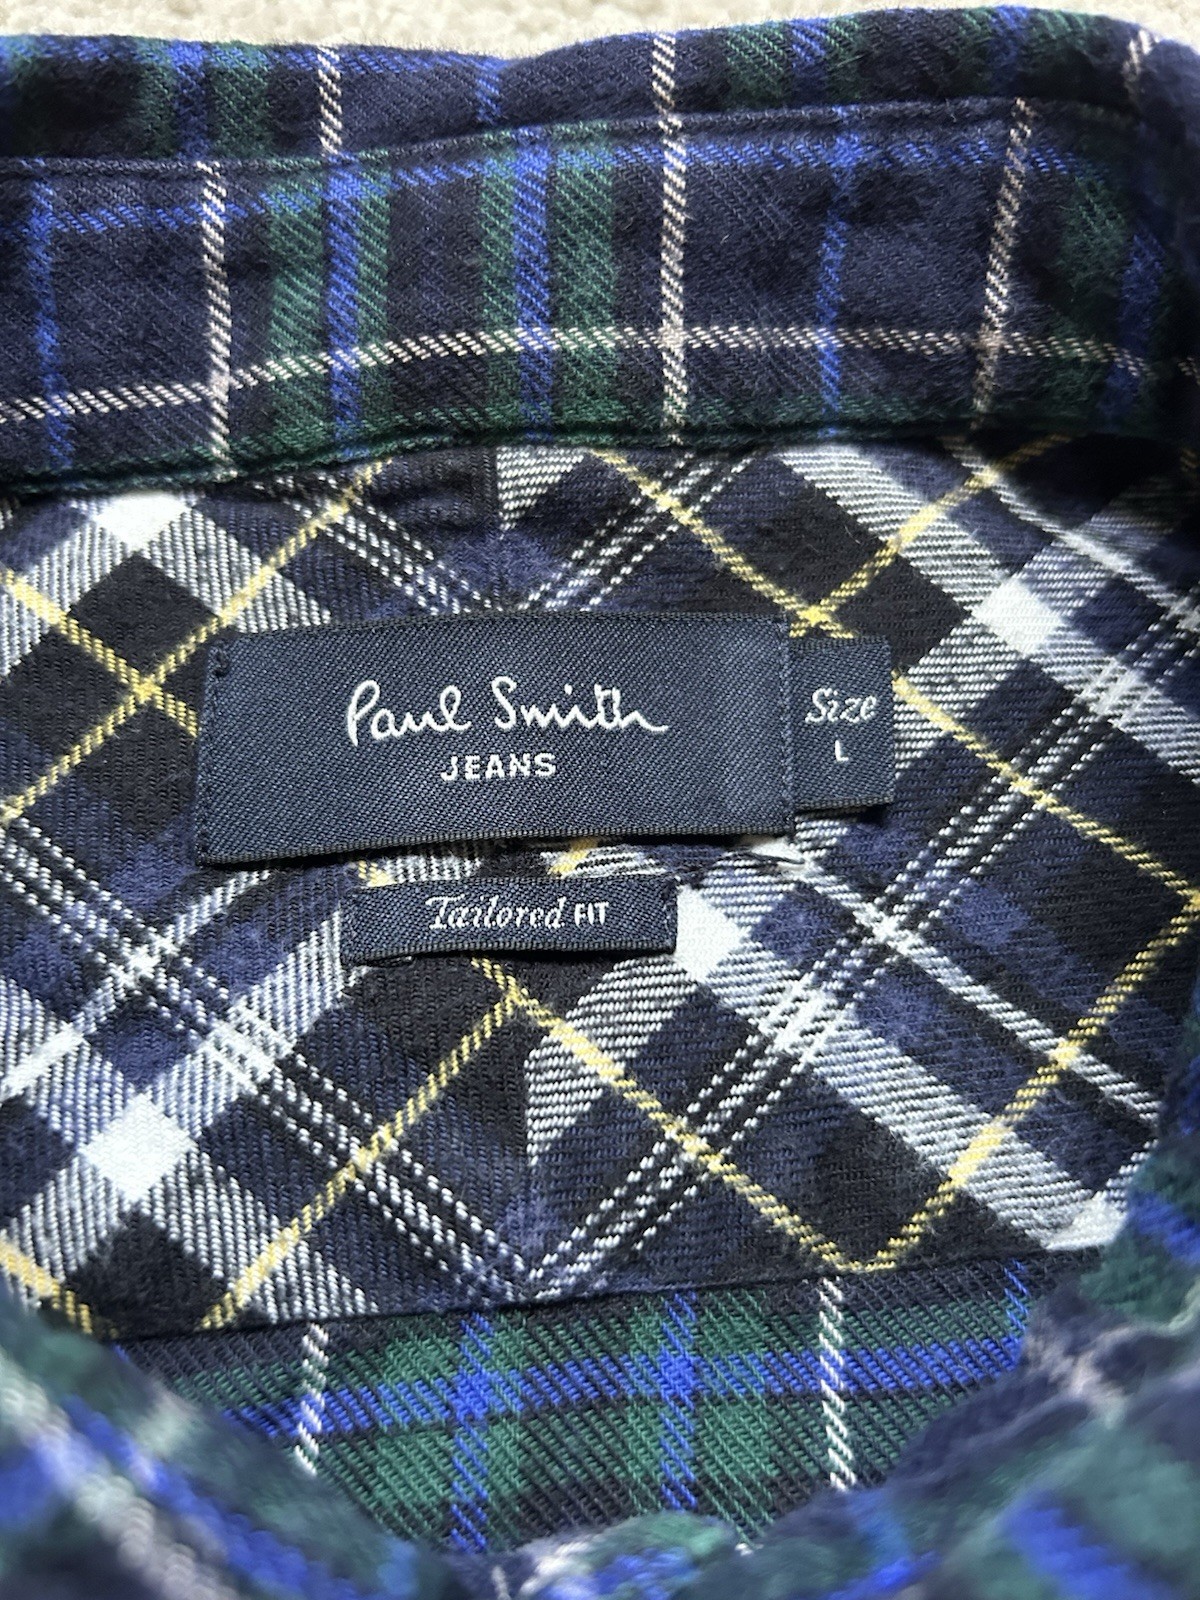 Paul Smith
JEANS
Size
L
Tailored FIT